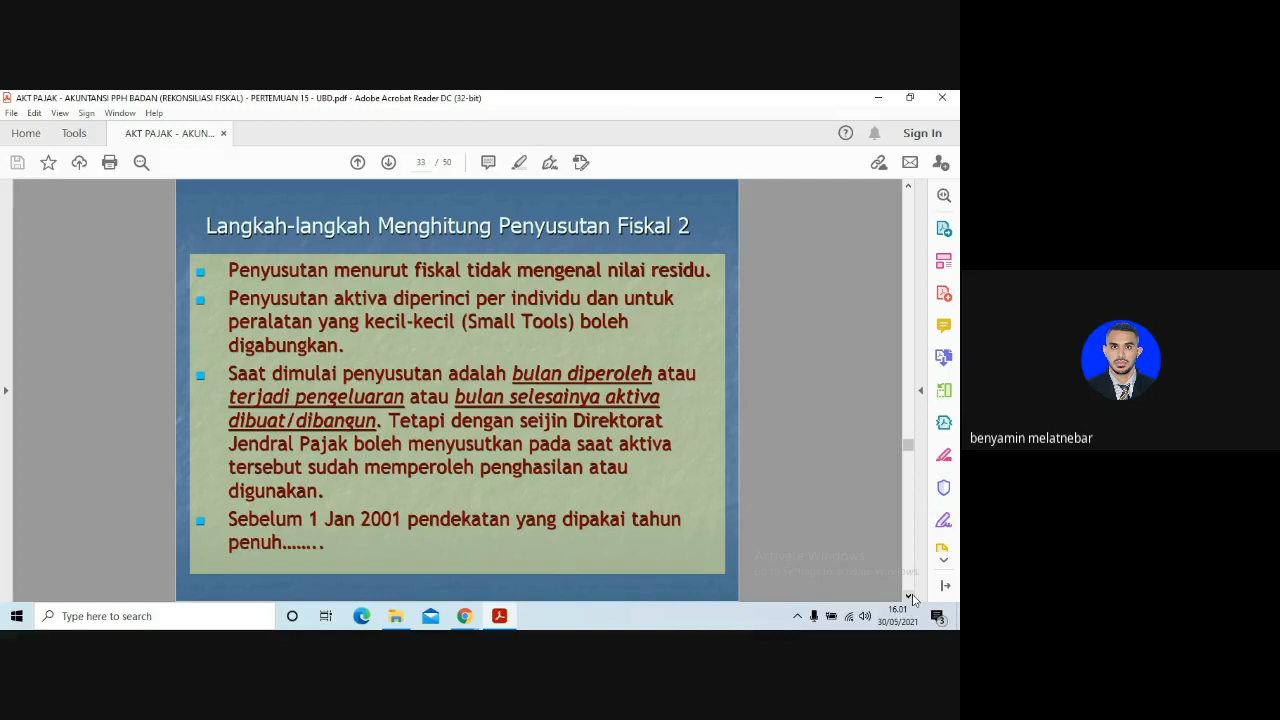 AKT PAJAK - AKUNTANSI PPH BADAN (REKONSILIASI FISKAL) - PERTEMUAN 15 - UBD.pdf - Adobe Acrobat Reader DC (32-bit)
File Edit View Sign Window Help
Home Tools AKT PAJAK - AKUN... × Sign In
33 / 50
Langkah-langkah Menghitung Penyusutan Fiskal 2
Penyusutan menurut fiskal tidak mengenal nilai residu.
Penyusutan aktiva diperinci per individu dan untuk
peralatan yang kecil-kecil (Small Tools) boleh
digabungkan.
Saat dimulai penyusutan adalah bulan diperoleh atau
terjadi pengeluaran atau bulan selesainya aktiva
dibuat/dibangun. Tetapi dengan seijin Direktorat
Jendral Pajak boleh menyusutkan pada saat aktiva
tersebut sudah memperoleh penghasilan atau
digunakan.
Sebelum 1 Jan 2001 pendekatan yang dipakai tahun
penuh........
benyamin melatnebar
Activate Windows
Type here to search
16.01
30/05/2021
3